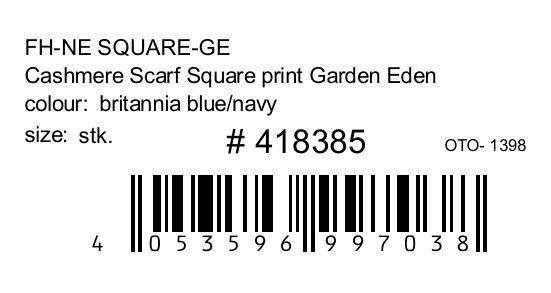 FH-NE SQUARE-GE
Cashmere Scarf Square print Garden Eden
colour: britannia blue/navy
size: stk.
# 418385
OTO- 1398
4 053596 997038